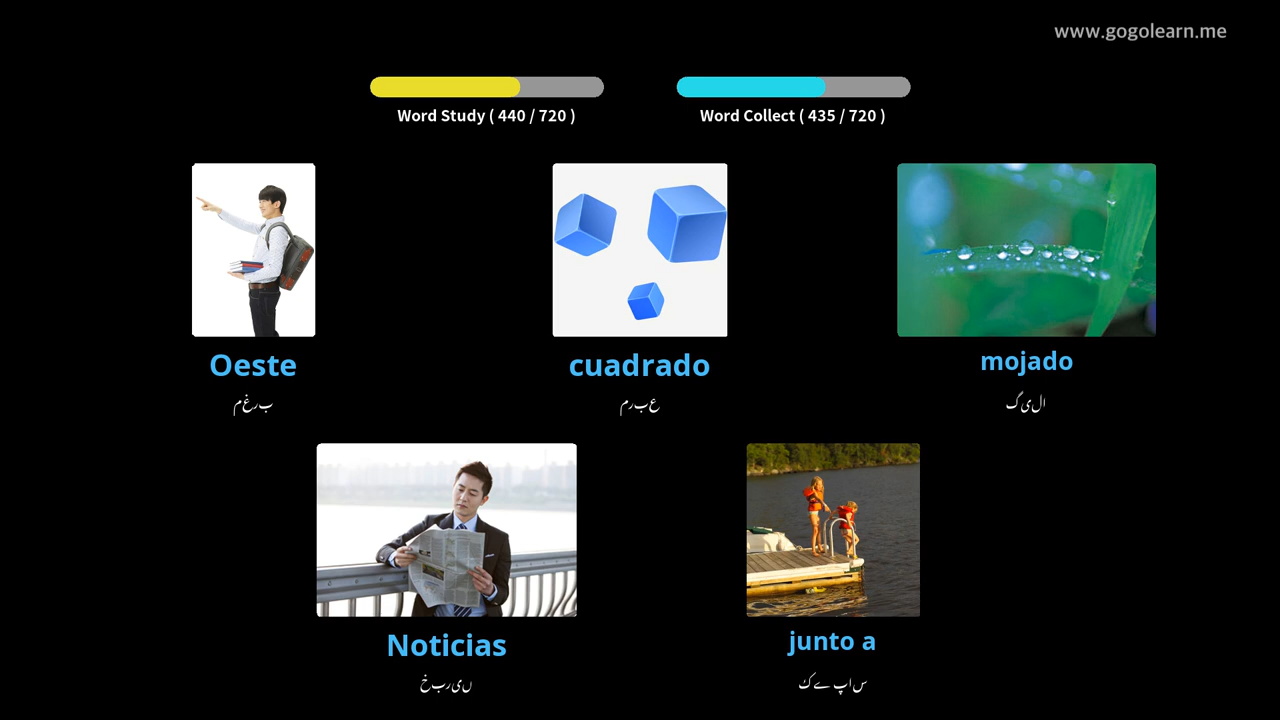 www.gogolearn.me
Word Study ( 440 / 720 )
Word Collect ( 435 / 720 )
Oeste
مغرب
cuadrado
مربع
mojado
گیلا
Noticias
خبریں
junto a
کے پاس